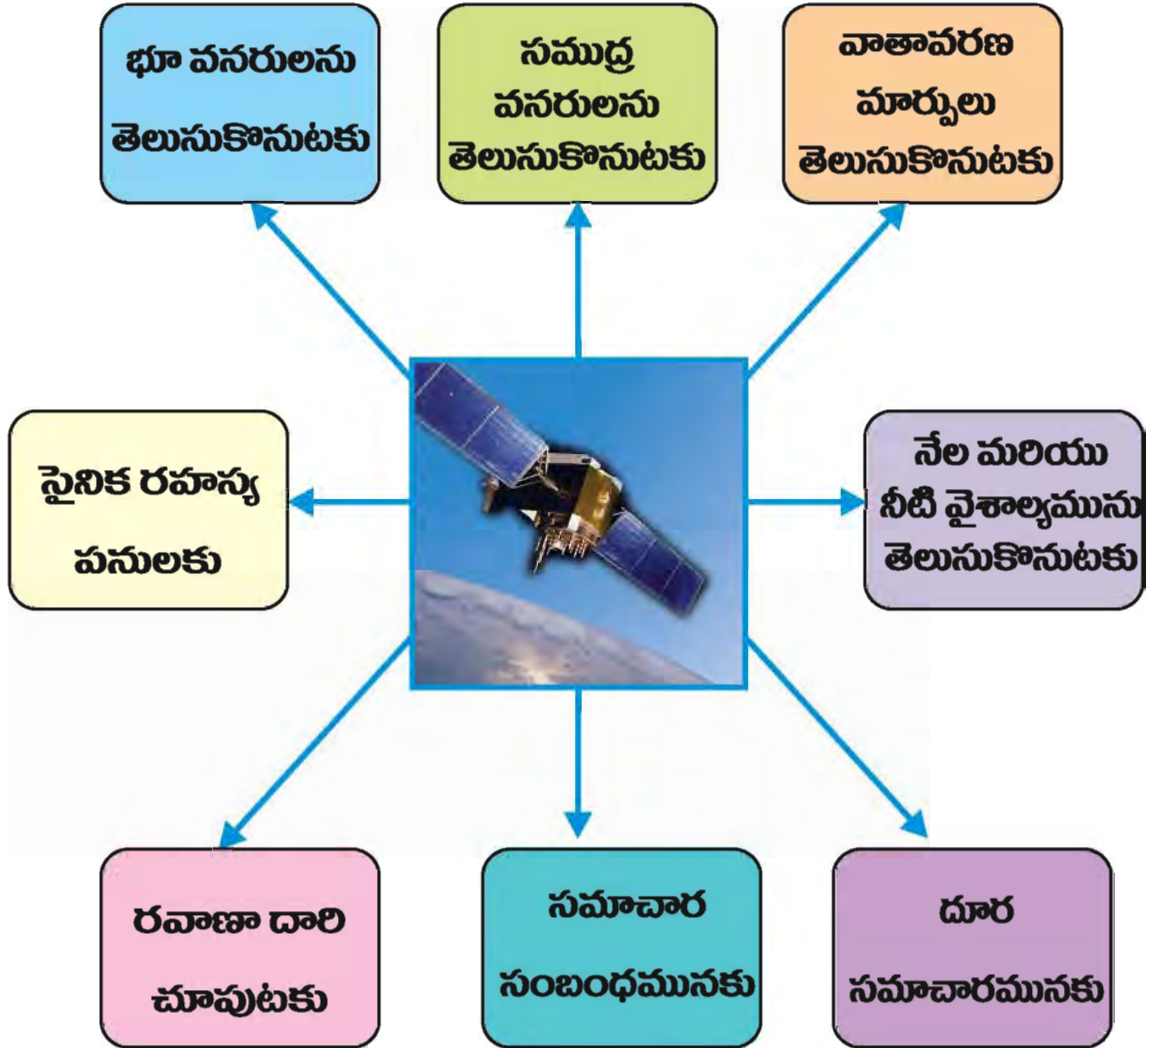 భూ వనరులను
తెలుసుకొనుటకు
సముద్ర
వనరులను
తెలుసుకొనుటకు
వాతావరణ
మార్పులు
తెలుసుకొనుటకు
సైనిక రహస్య
పనులకు
నేల మరియు
నీటి వైశాల్యమును
తెలుసుకొనుటకు
రవాణా దారి
చూపుటకు
సమాచార
సంబంధమునకు
దూర
సమాచారమునకు